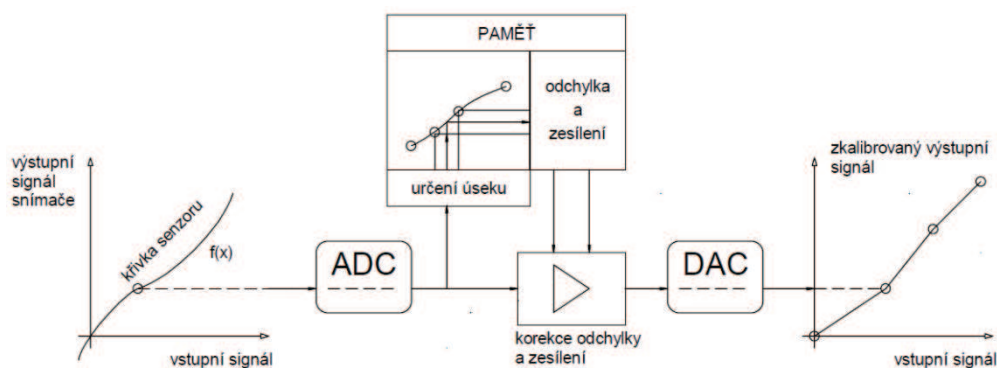 PAMĚŤ
odchylka
a
zesílení
určení úseku
výstupní
signál
snímače
křivka senzoru
f(x)
vstupní signál
ADC
korekce odchylky
a zesílení
DAC
zkalibrovaný výstupní
signál
vstupní signál